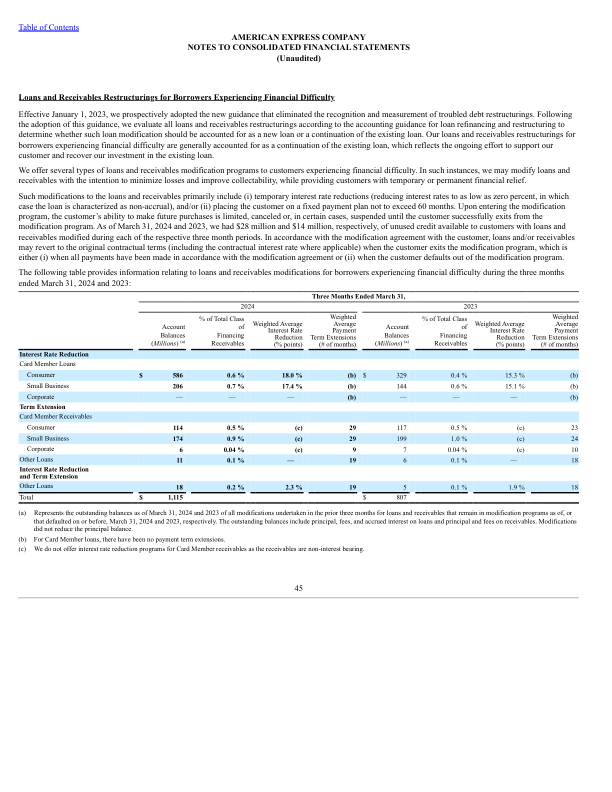 Table of Contents
AMERICAN EXPRESS COMPANY
NOTES TO CONSOLIDATED FINANCIAL STATEMENTS
(Unaudited)
Loans and Receivables Restructurings for Borrowers Experiencing Financial Difficulty
Effective January 1, 2023, we prospectively adopted the new guidance that eliminated the recognition and measurement of troubled debt restructurings. Following
the adoption of this guidance, we evaluate all loans and receivables restructurings according to the accounting guidance for loan refinancing and restructuring to
determine whether such loan modification should be accounted for as a new loan or a continuation of the existing loan. Our loans and receivables restructurings for
borrowers experiencing financial difficulty are generally accounted for as a continuation of the existing loan, which reflects the ongoing effort to support our
customer and recover our investment in the existing loan.
We offer several types of loans and receivables modification programs to customers experiencing financial difficulty. In such instances, we may modify loans and
receivables with the intention to minimize losses and improve collectability, while providing customers with temporary or permanent financial relief.
Such modifications to the loans and receivables primarily include (i) temporary interest rate reductions (reducing interest rates to as low as zero percent, in which
case the loan is characterized as non-accrual), and/or (ii) placing the customer on a fixed payment plan not to exceed 60 months. Upon entering the modification
program, the customer's ability to make future purchases is limited, canceled or, in certain cases, suspended until the customer successfully exits from the
modification program. As of March 31, 2024 and 2023, we had $28 million and $14 million, respectively, of unused credit available to customers with loans and
receivables modified during each of the respective three month periods. In accordance with the modification agreement with the customer, loans and/or receivables
may revert to the original contractual terms (including the contractual interest rate where applicable) when the customer exits the modification program, which is
either (i) when all payments have been made in accordance with the modification agreement or (ii) when the customer defaults out of the modification program.
The following table provides information relating to loans and receivables modifications for borrowers experiencing financial difficulty during the three months
ended March 31, 2024 and 2023:
Three Months Ended March 31,
2024 2023
Account Balances (Millions) (a) % of Total Class of Financing Receivables Weighted Average Interest Rate Reduction (% points) Weighted Average Payment Term Extensions (# of months) Account Balances (Millions) (a) % of Total Class of Financing Receivables Weighted Average Interest Rate Reduction (% points) Weighted Average Payment Term Extensions (# of months)
Interest Rate Reduction
Card Member Loans
Consumer $ 586 0.6 % 18.0 % (b) $ 329 0.4 % 15.3 % (b)
Small Business 206 0.7 % 17.4 % (b) 144 0.6 % 15.1 % (b)
Corporate — — — (b) — — — (b)
Term Extension
Card Member Receivables
Consumer 114 0.5 % (c) 29 117 0.5 % (c) 23
Small Business 174 0.9 % (c) 29 199 1.0 % (c) 24
Corporate 6 0.04 % (c) 9 7 0.04 % (c) 10
Other Loans 11 0.1 % — 19 6 0.1 % — 18
Interest Rate Reduction
and Term Extension
Other Loans 18 0.2 % 2.3 % 19 5 0.1 % 1.9 % 18
Total $ 1,115 $ 807
(a) Represents the outstanding balances as of March 31, 2024 and 2023 of all modifications undertaken in the prior three months for loans and receivables that remain in modification programs as of, or
that defaulted on or before, March 31, 2024 and 2023, respectively. The outstanding balances include principal, fees, and accrued interest on loans and principal and fees on receivables. Modifications
did not reduce the principal balance.
(b) For Card Member loans, there have been no payment term extensions.
(c) We do not offer interest rate reduction programs for Card Member receivables as the receivables are non-interest bearing.
45